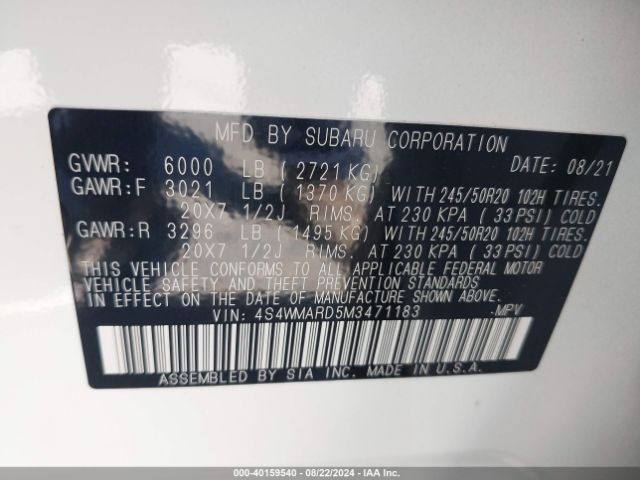 MFD BY SUBARU CORPORATION
GVWR: 6000 LB ( 2721 KG) DATE: 08/21
GAWR:F 3021 LB ( 1370 KG) WITH 245/50R20 102H TIRES.
20X7 1/2J RIMS, AT 230 KPA ( 33 PSI) COLD
GAWR:R 3296 LB ( 1495 KG) WITH 245/50R20 102H TIRES.
20X7 1/2J RIMS, AT 230 KPA ( 33 PSI) COLD
THIS VEHICLE CONFORMS TO ALL APPLICABLE FEDERAL MOTOR
VEHICLE SAFETY AND THEFT PREVENTION STANDARDS
IN EFFECT ON THE DATE OF MANUFACTURE SHOWN ABOVE.
VIN: 4S4WMARD5M3471183 MPV
ASSEMBLED BY SIA INC. MADE IN U.S.A.
000-40159540 - 08/22/2024 - IAAI.COM